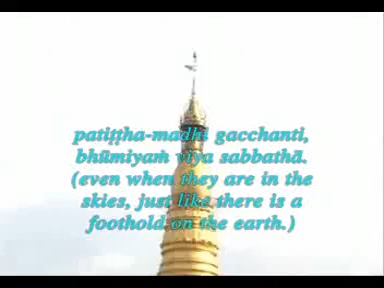 patiṭṭha-madhi gacchanti,
bhūmiyaṁ viya sabbathā.
(even when they are in the
skies, just like there is a
foothold on the earth.)